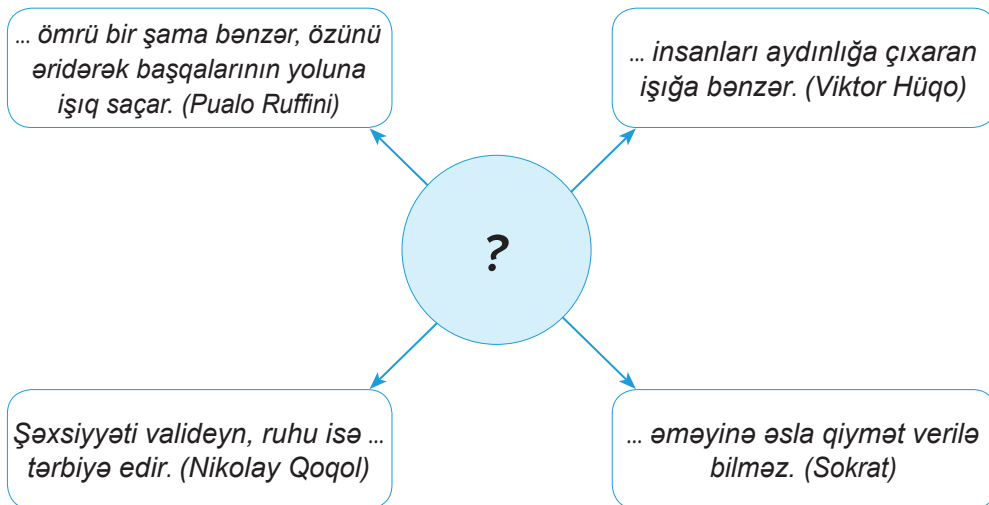 ... ömrü bir şama bənzər, özünü
əridərək başqalarının yoluna
işıq saçar. (Pualo Ruffini)
... insanları aydınlığa çıxaran
işığa bənzər. (Viktor Hüqo)
?
Şəxsiyyəti valideyn, ruhu isə ...
tərbiyə edir. (Nikolay Qoqol)
... əməyinə əsla qiymət verilə
bilməz. (Sokrat)